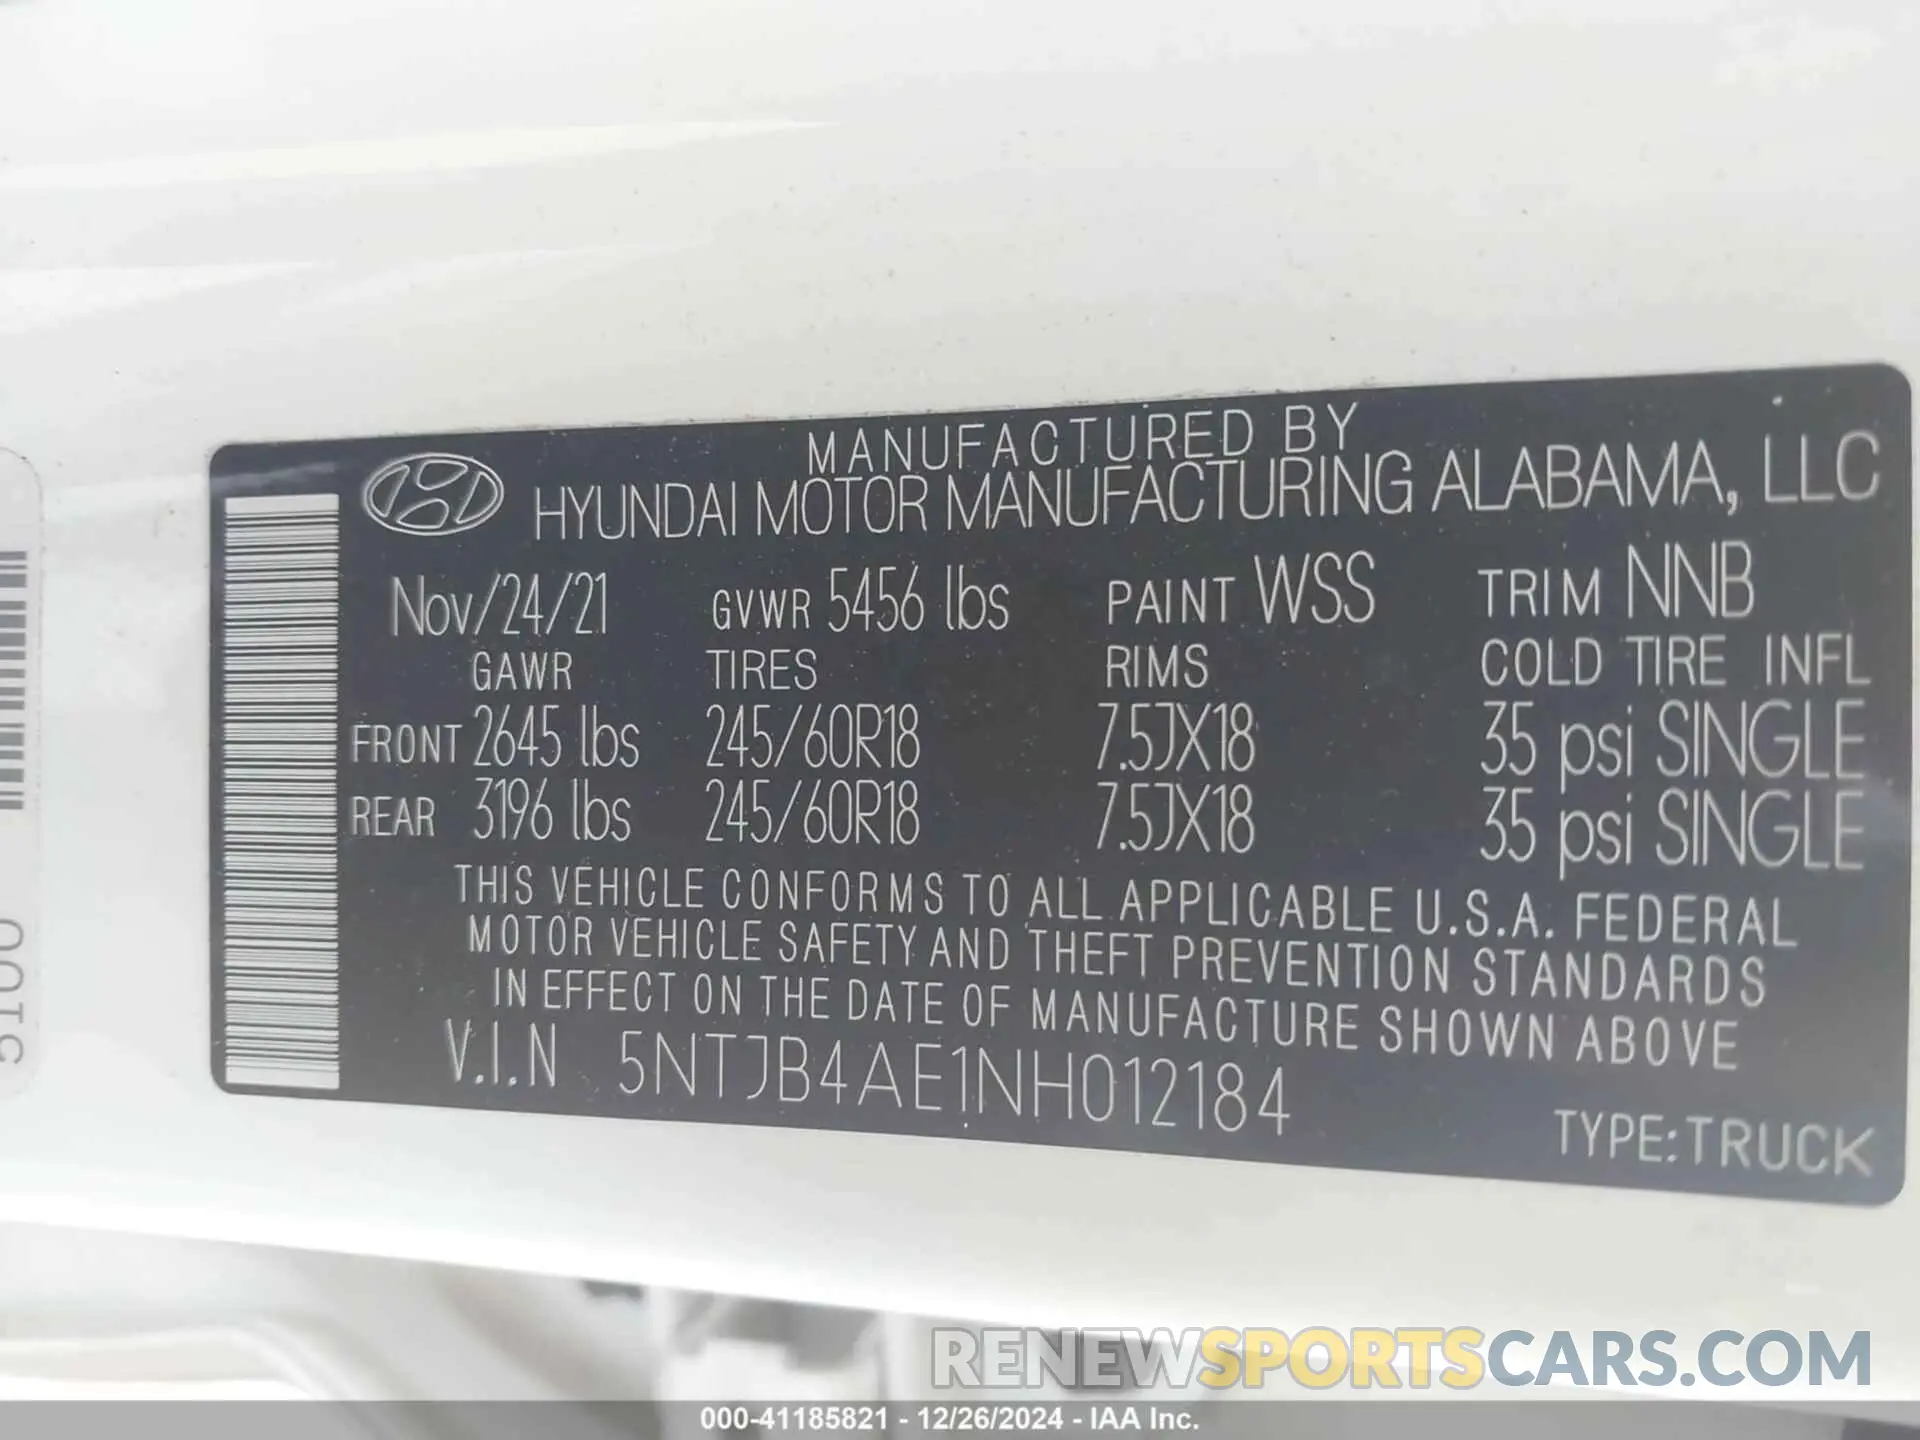 MANUFACTURED BY
HYUNDAI MOTOR MANUFACTURING ALABAMA, LLC
Nov/24/21 GVWR 5456 lbs PAINT WSS TRIM NNB
GAWR TIRES RIMS COLD TIRE INFL
FRONT 2645 lbs 245/60R18 7.5JX18 35 psi SINGLE
REAR 3196 lbs 245/60R18 7.5JX18 35 psi SINGLE
THIS VEHICLE CONFORMS TO ALL APPLICABLE U.S.A. FEDERAL
MOTOR VEHICLE SAFETY AND THEFT PREVENTION STANDARDS
IN EFFECT ON THE DATE OF MANUFACTURE SHOWN ABOVE
V.I.N 5NTJB4AE1NH012184
TYPE:TRUCK
5100
RENEWSPORTSCARS.COM
000-41185821 - 12/26/2024 - IAA Inc.